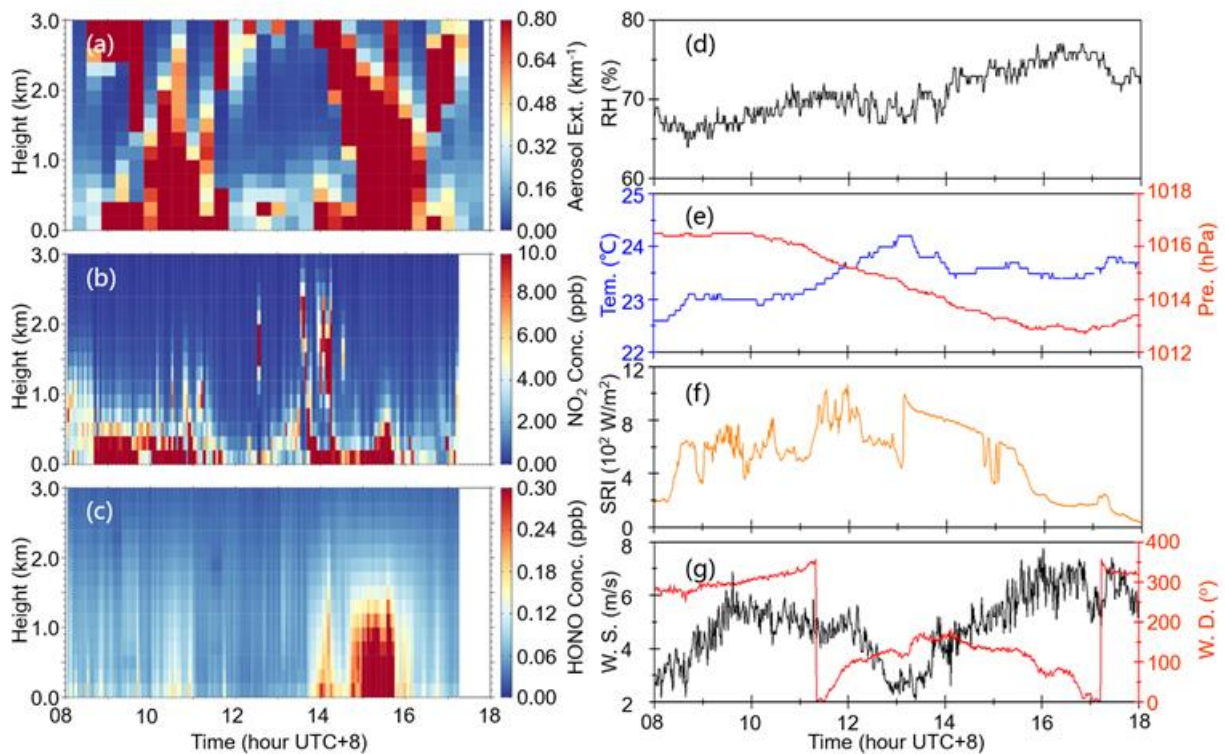 (a)
3.0
2.0
1.0
0.0
Height (km)
0.80
0.64
0.48
0.32
0.16
0.00
Aerosol Ext. (km⁻¹)
(b)
3.0
2.0
1.0
0.0
Height (km)
10.0
8.00
6.00
4.00
2.00
0.00
NO₂ Conc. (ppb)
(c)
3.0
2.0
1.0
0.0
Height (km)
0.30
0.24
0.18
0.12
0.06
0.00
HONO Conc. (ppb)
08 10 12 14 16 18
Time (hour UTC+8)
(d)
80
70
60
RH (%)
(e)
25
24
23
22
Tem. (℃)
1018
1016
1014
1012
Pre. (hPa)
(f)
12
8
4
0
SRI (10² W/m²)
(g)
8
6
4
2
W. S. (m/s)
400
300
200
100
0
W. D. (°)
08 10 12 14 16 18
Time (hour UTC+8)